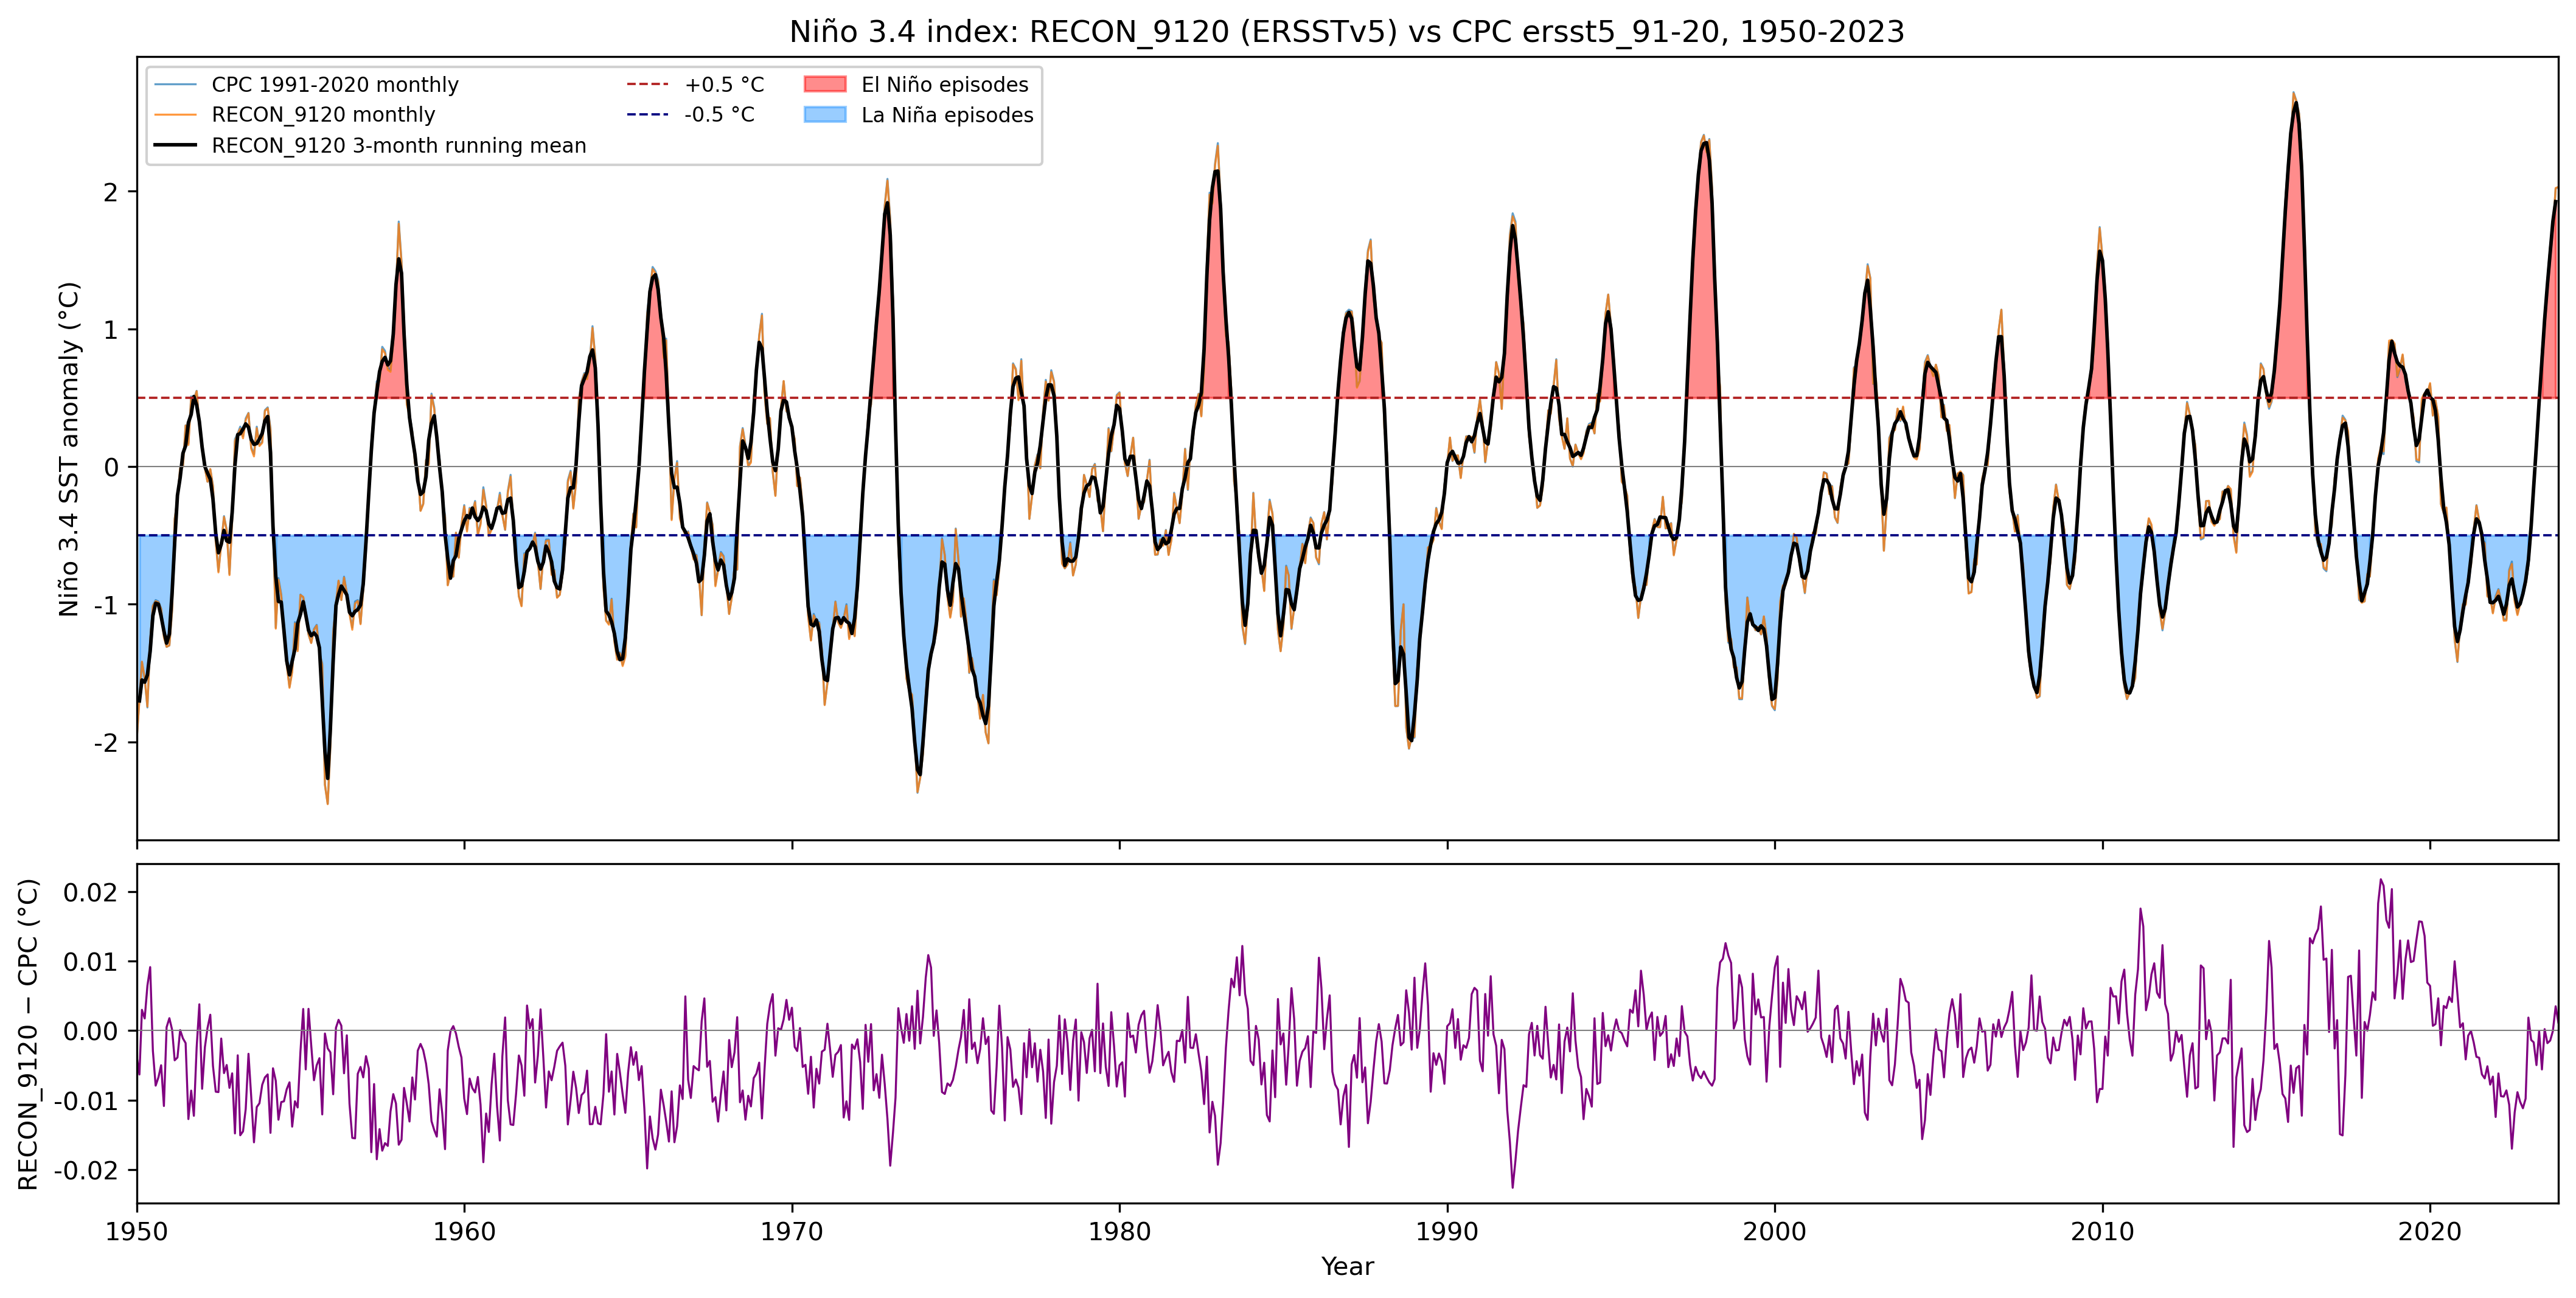 Niño 3.4 index: RECON_9120 (ERSSTv5) vs CPC ersst5_91-20, 1950-2023
CPC 1991-2020 monthly
RECON_9120 monthly
RECON_9120 3-month running mean
+0.5 °C
-0.5 °C
El Niño episodes
La Niña episodes
Niño 3.4 SST anomaly (°C)
2
1
0
-1
-2
RECON_9120 − CPC (°C)
0.02
0.01
0.00
-0.01
-0.02
1950 1960 1970 1980 1990 2000 2010 2020
Year